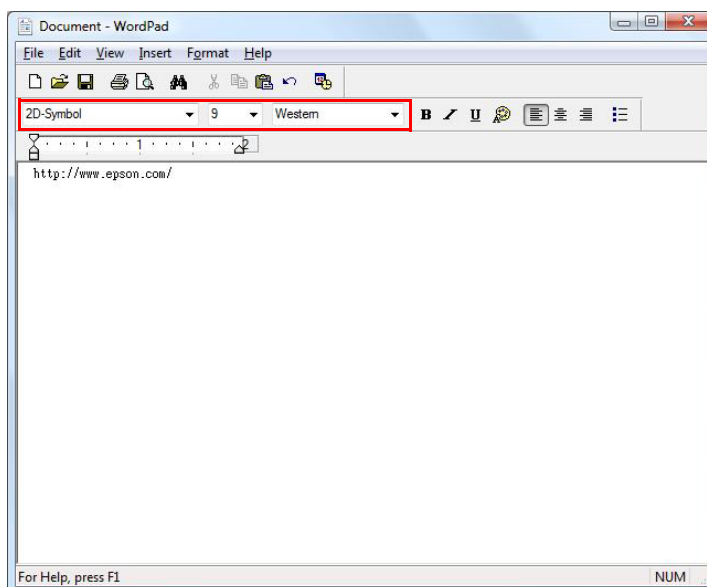 Document - WordPad
File Edit View Insert Format Help
2D-Symbol 9 Western B I U
1 2
http://www.epson.com/
For Help, press F1 NUM